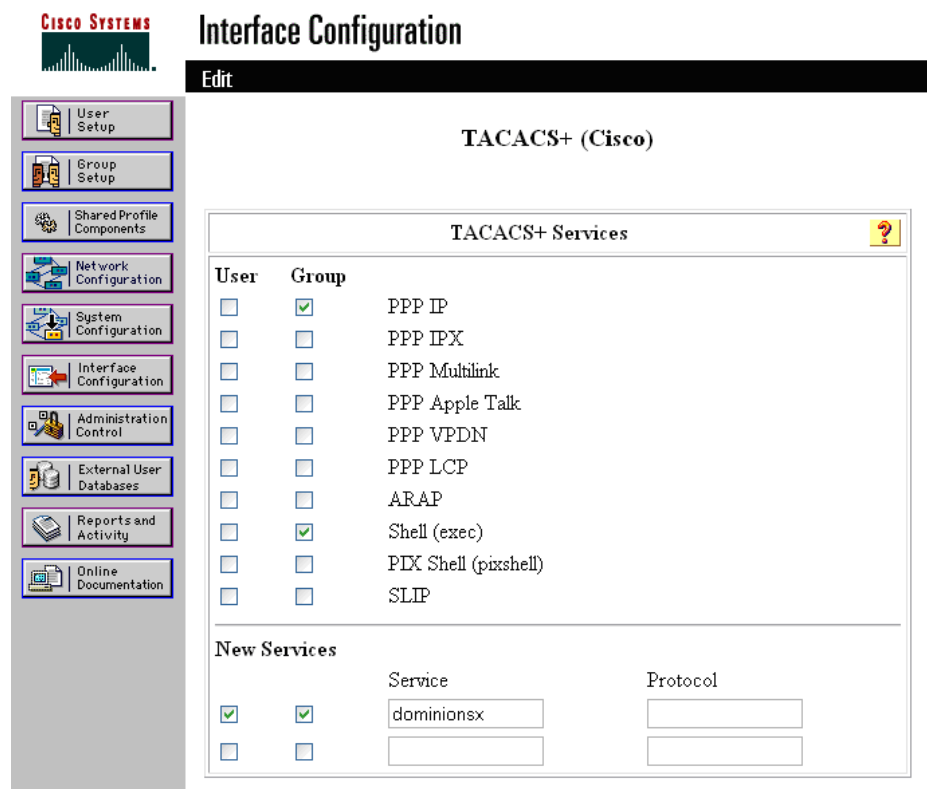 CISCO SYSTEMS
Interface Configuration
Edit
User
Setup
Group
Setup
Shared Profile
Components
Network
Configuration
System
Configuration
Interface
Configuration
Administration
Control
External User
Databases
Reports and
Activity
Online
Documentation
TACACS+ (Cisco)
TACACS+ Services
?
User Group
PPP IP
PPP IPX
PPP Multilink
PPP Apple Talk
PPP VPDN
PPP LCP
ARAP
Shell (exec)
PIX Shell (pixshell)
SLIP
New Services
Service Protocol
dominionsx